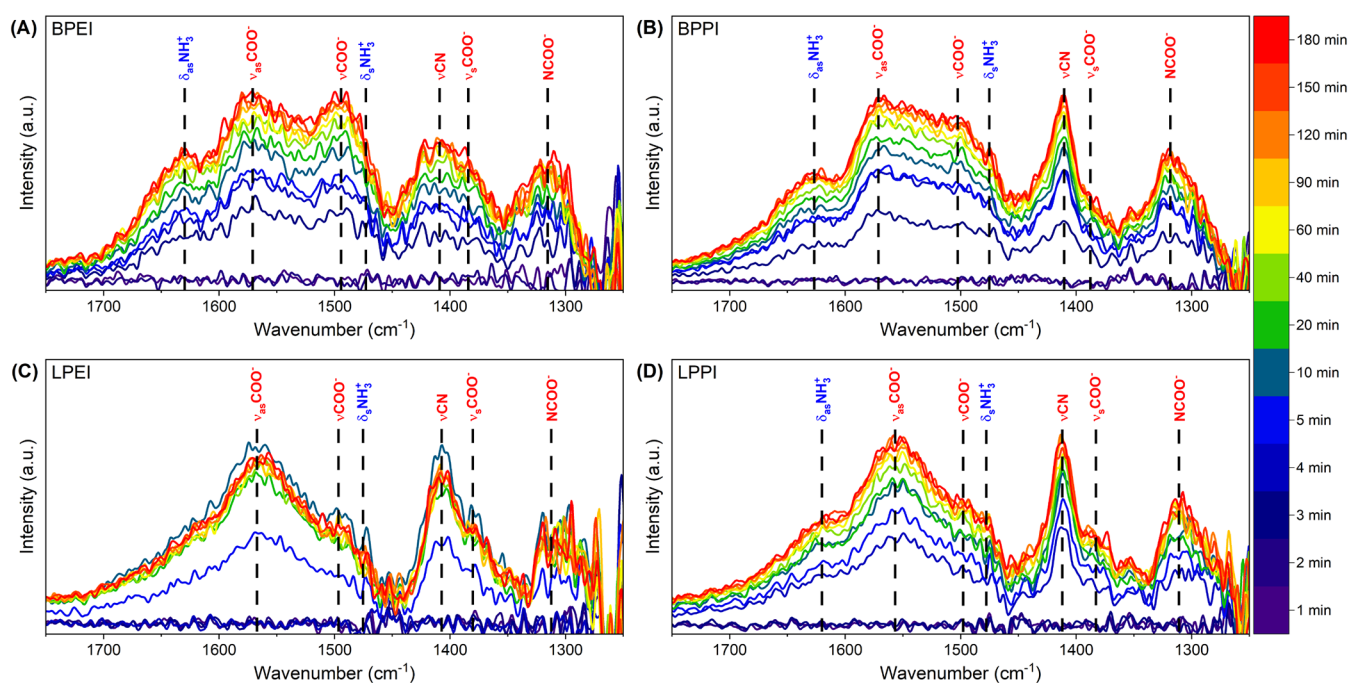 (A) BPEI
δasNH3+ νasCOO- νCOO- δsNH3+ νCN νsCOO- NCOO-
Intensity (a.u.)
1700 1600 1500 1400 1300
Wavenumber (cm-1)
(B) BPPI
δasNH3+ νasCOO- νCOO- δsNH3+ νCN νsCOO- NCOO-
Intensity (a.u.)
1700 1600 1500 1400 1300
Wavenumber (cm-1)
(C) LPEI
νasCOO- νCOO- δsNH3+ νCN νsCOO- NCOO-
Intensity (a.u.)
1700 1600 1500 1400 1300
Wavenumber (cm-1)
(D) LPPI
δasNH3+ νasCOO- νCOO- δsNH3+ νCN νsCOO- NCOO-
Intensity (a.u.)
1700 1600 1500 1400 1300
Wavenumber (cm-1)
180 min
150 min
120 min
90 min
60 min
40 min
20 min
10 min
5 min
4 min
3 min
2 min
1 min